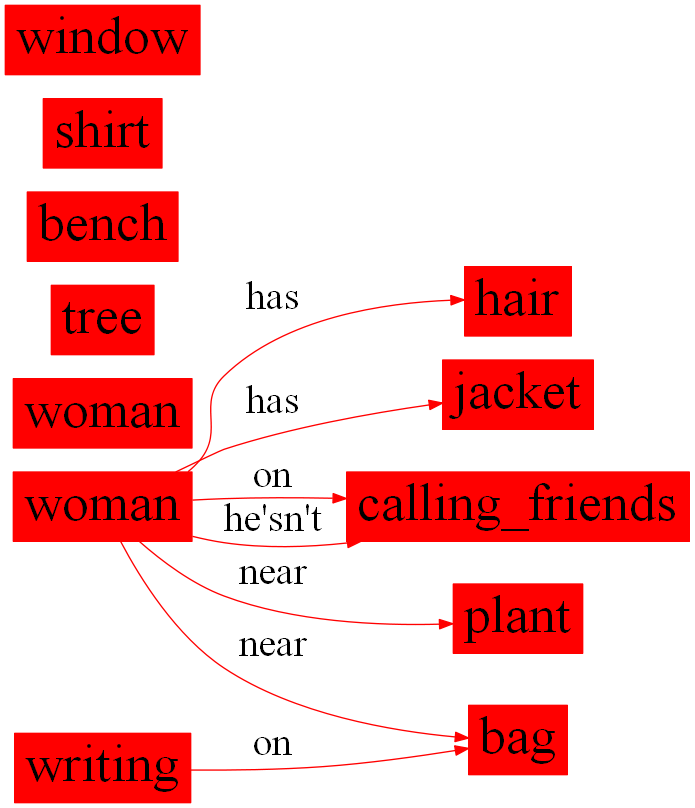 window
shirt
bench
tree
has
hair
woman
has
jacket
woman
on
he'sn't
calling_friends
near
plant
near
writing
on
bag